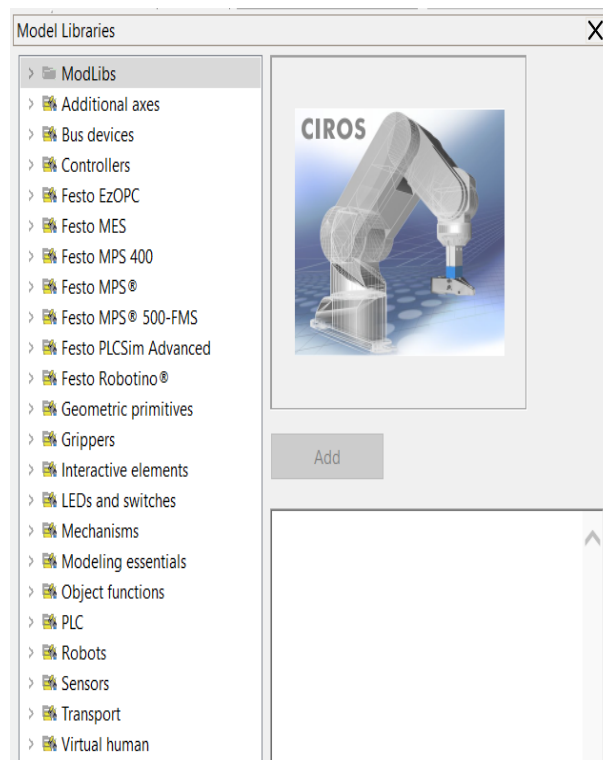 Model Libraries
X
ModLibs
Additional axes
Bus devices
Controllers
Festo EzOPC
Festo MES
Festo MPS 400
Festo MPS®
Festo MPS® 500-FMS
Festo PLCSim Advanced
Festo Robotino®
Geometric primitives
Grippers
Interactive elements
LEDs and switches
Mechanisms
Modeling essentials
Object functions
PLC
Robots
Sensors
Transport
Virtual human
CIROS
Add